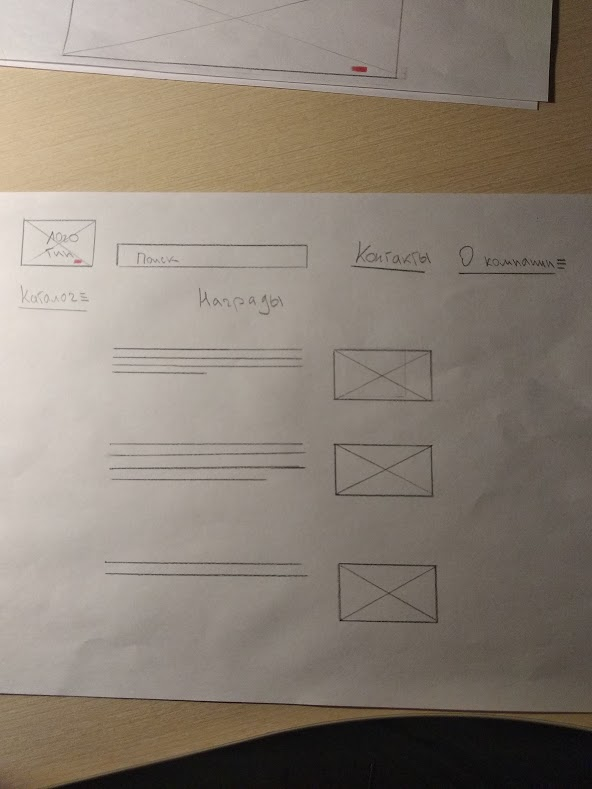 Лого
тип
Поиск
Контакты
О компании
Каталог
Награды